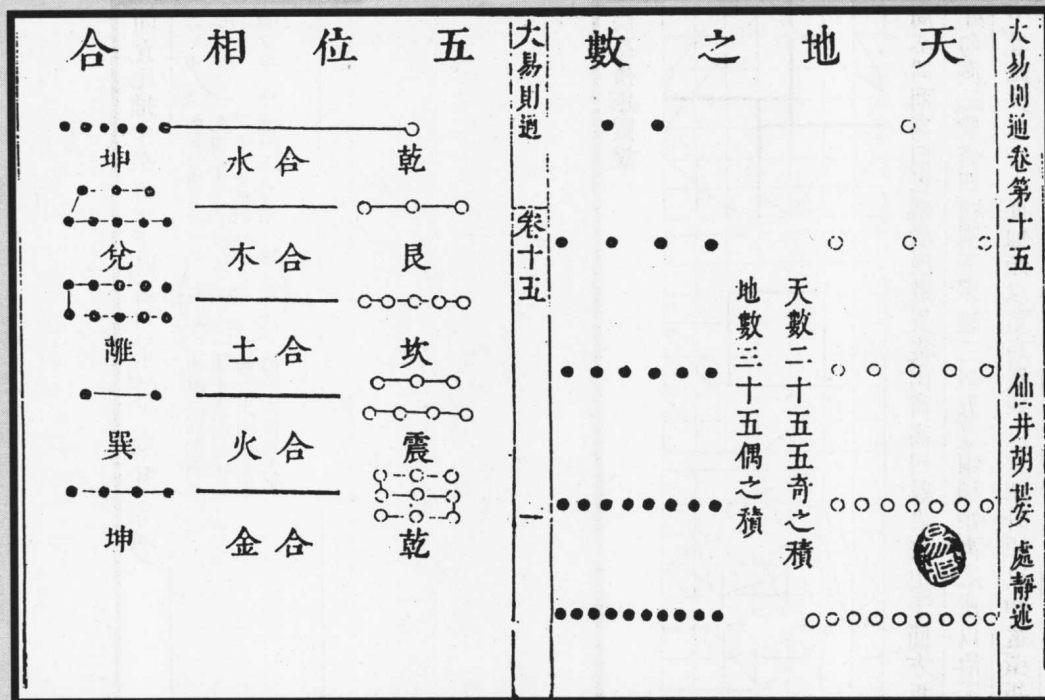 大易則通卷第十五
仙井胡世安處靜述
天地之數
天數二十五五奇之積
地數三十五偶之積
大易則通
卷十五
一
五位相合
乾 合水 坤
艮 合木 兌
坎 合土 離
震 合火 巽
乾 合金 坤